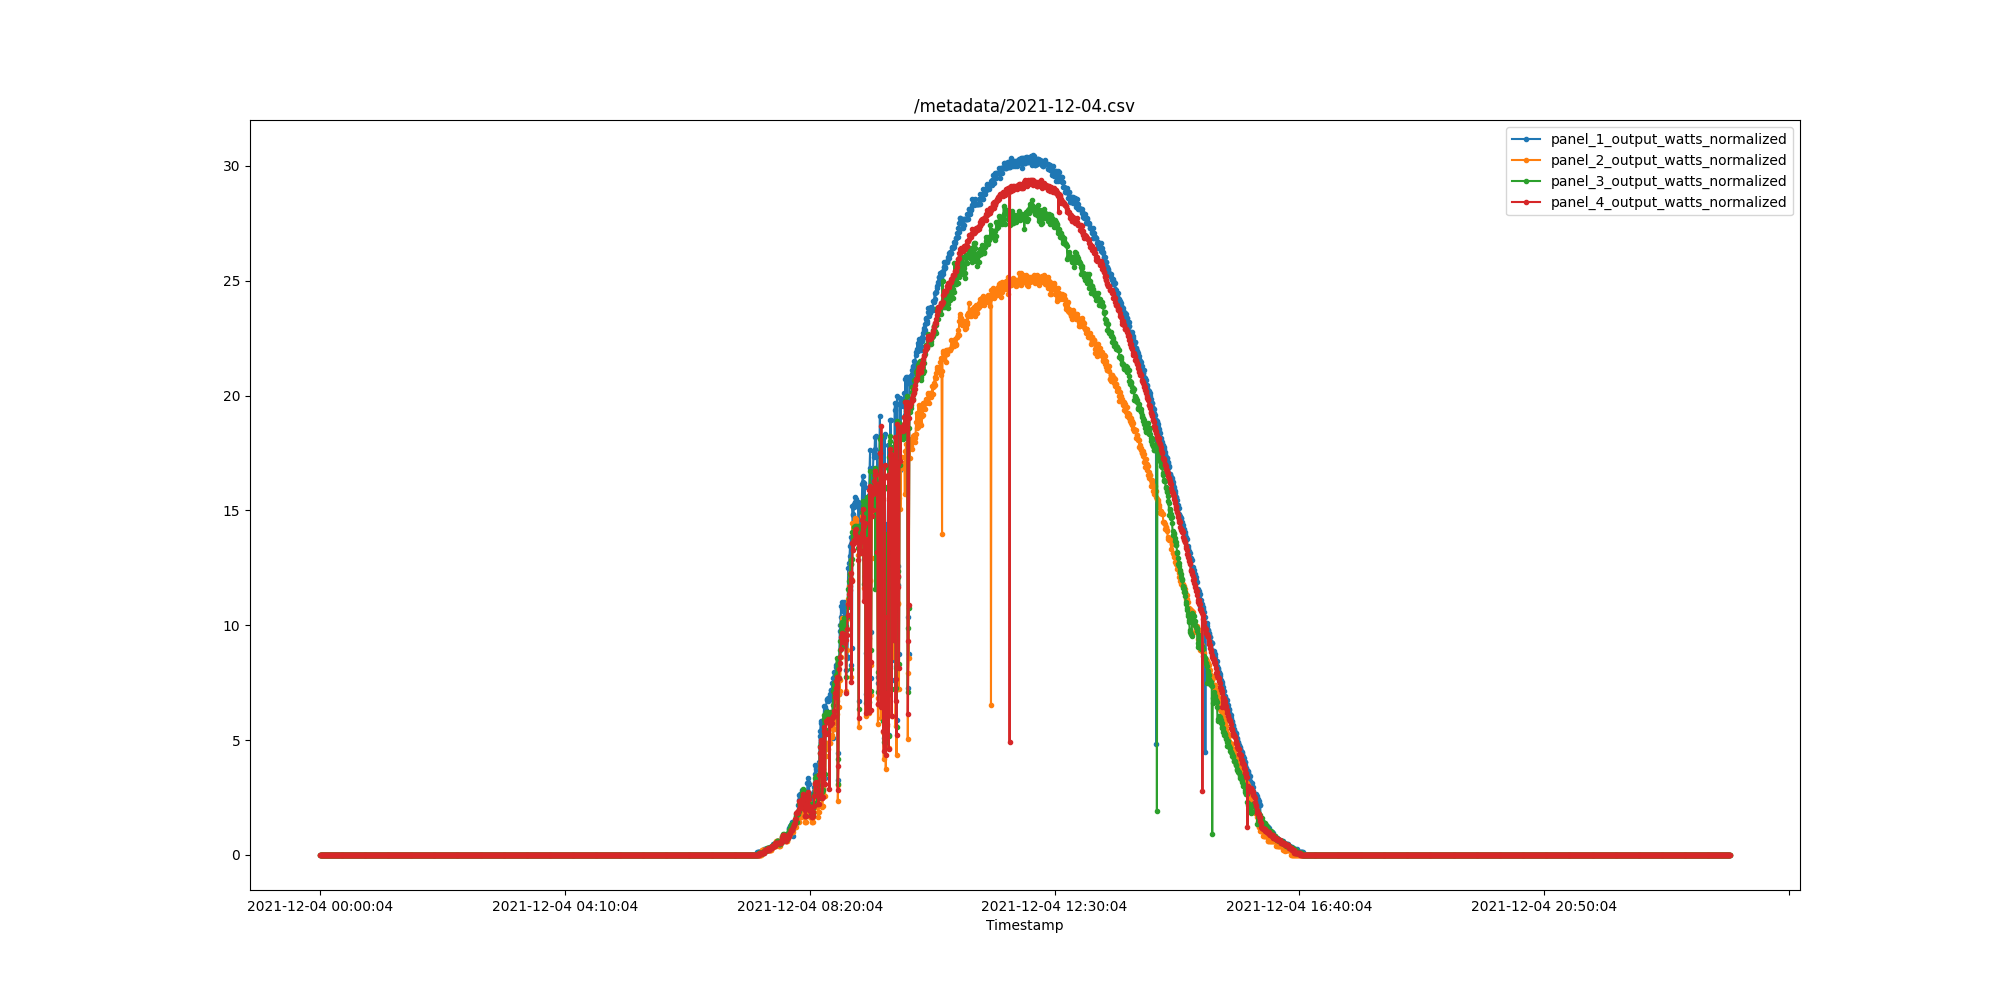 /metadata/2021-12-04.csv
panel_1_output_watts_normalized
panel_2_output_watts_normalized
panel_3_output_watts_normalized
panel_4_output_watts_normalized
30
25
20
15
10
5
0
2021-12-04 00:00:04 2021-12-04 04:10:04 2021-12-04 08:20:04 2021-12-04 12:30:04 2021-12-04 16:40:04 2021-12-04 20:50:04
Timestamp